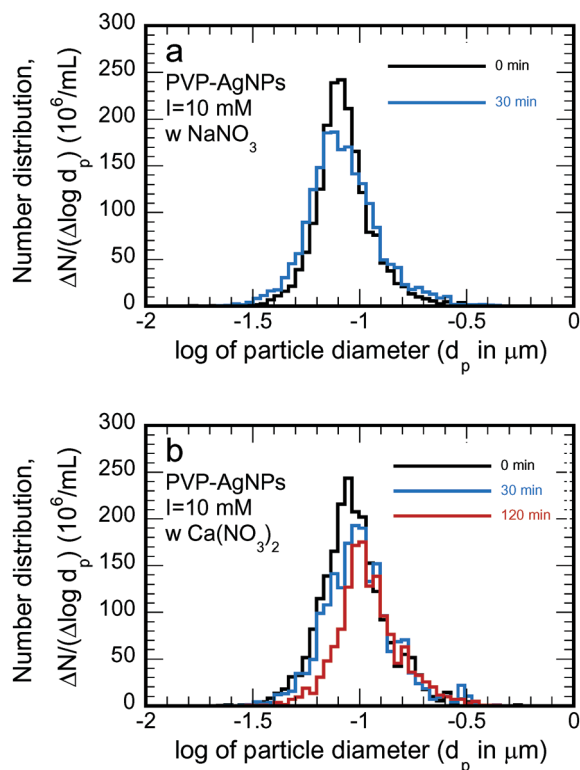 a
PVP-AgNPs
I=10 mM
w NaNO₃
0 min
30 min
300
250
200
150
100
50
0
Number distribution,
ΔN/(Δlog dₚ) (10⁶/mL)
-2
-1.5
-1
-0.5
0
log of particle diameter (dₚ in μm)
b
PVP-AgNPs
I=10 mM
w Ca(NO₃)₂
0 min
30 min
120 min
300
250
200
150
100
50
0
Number distribution,
ΔN/(Δlog dₚ) (10⁶/mL)
-2
-1.5
-1
-0.5
0
log of particle diameter (dₚ in μm)